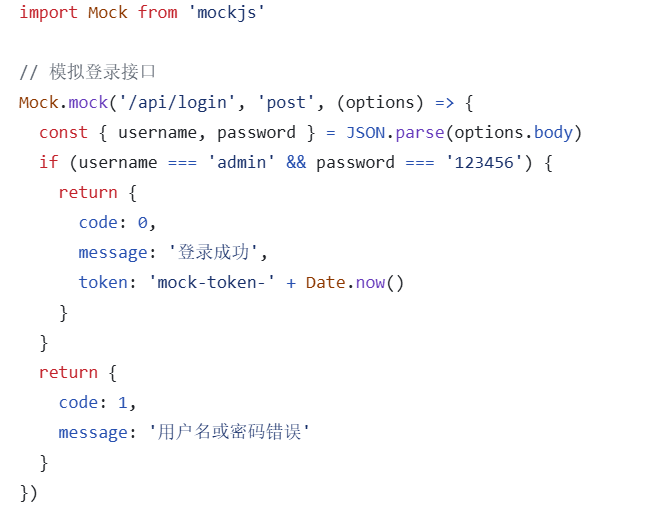 import Mock from 'mockjs'
// 模拟登录接口
Mock.mock('/api/login', 'post', (options) => {
  const { username, password } = JSON.parse(options.body)
  if (username === 'admin' && password === '123456') {
    return {
      code: 0,
      message: '登录成功',
      token: 'mock-token-' + Date.now()
    }
  }
  return {
    code: 1,
    message: '用户名或密码错误'
  }
})